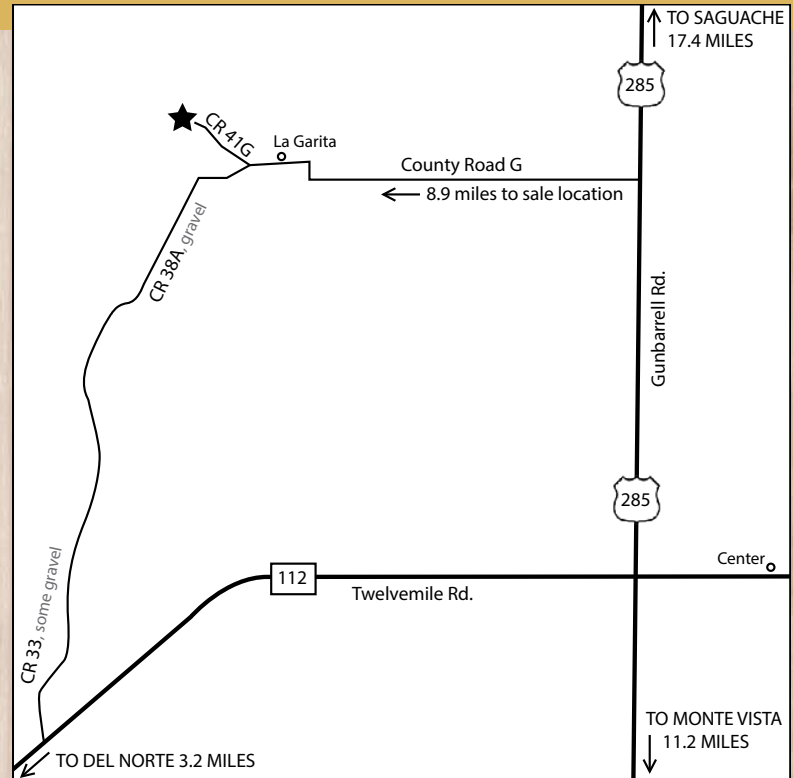 TO SAGUACHE
17.4 MILES
285
CR 41G
La Garita
County Road G
8.9 miles to sale location
CR 38A, gravel
Gunbarrell Rd.
285
Center
112
Twelvemile Rd.
CR 33, some gravel
TO MONTE VISTA
11.2 MILES
TO DEL NORTE 3.2 MILES